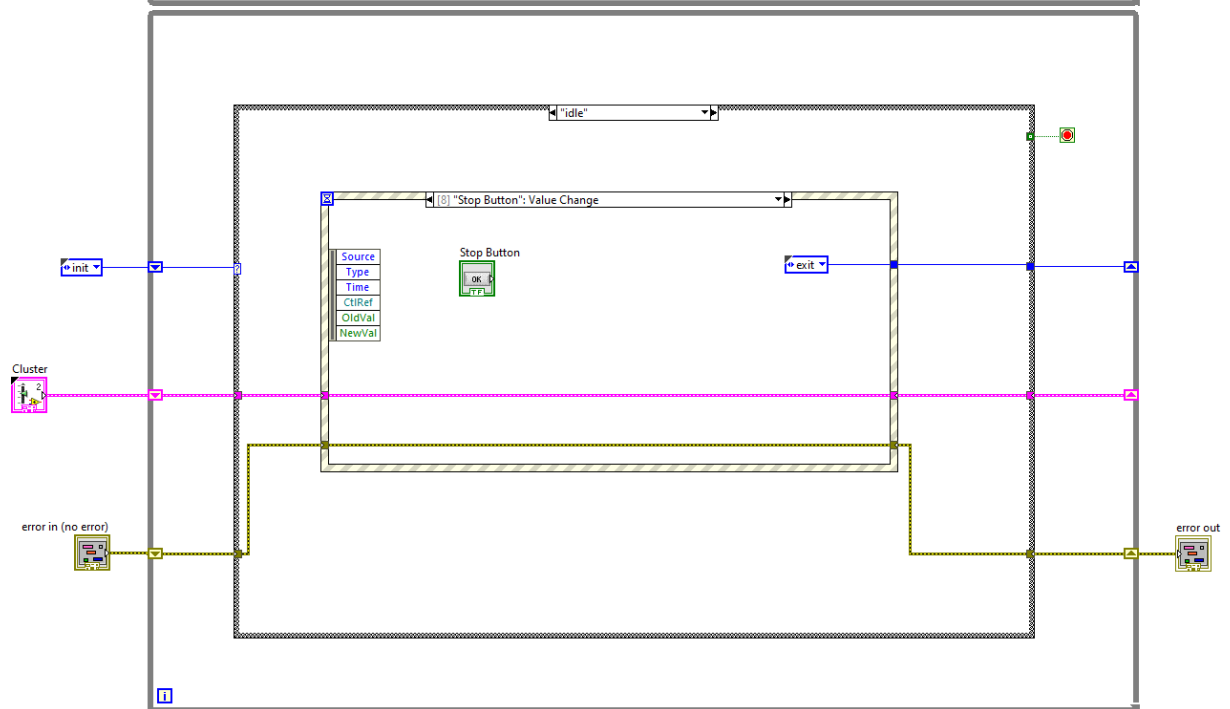 "idle"
[8] "Stop Button": Value Change
Source
Type
Time
CtlRef
OldVal
NewVal
Stop Button
OK
TF
init
?
exit
Cluster
2
error in (no error)
error out
i